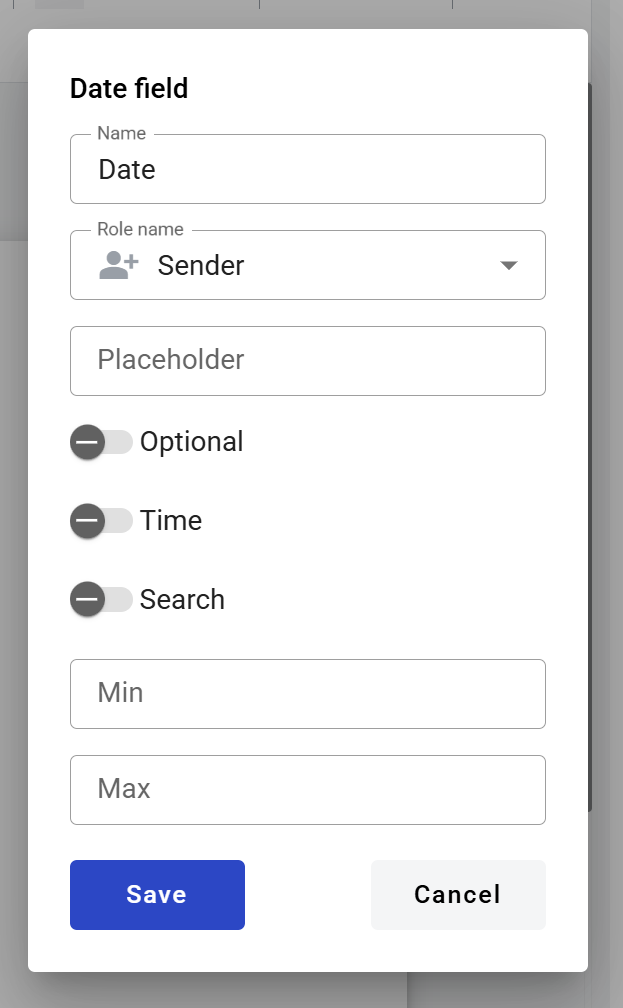 Date field
Name
Date
Role name
Sender
Placeholder
Optional
Time
Search
Min
Max
Save
Cancel